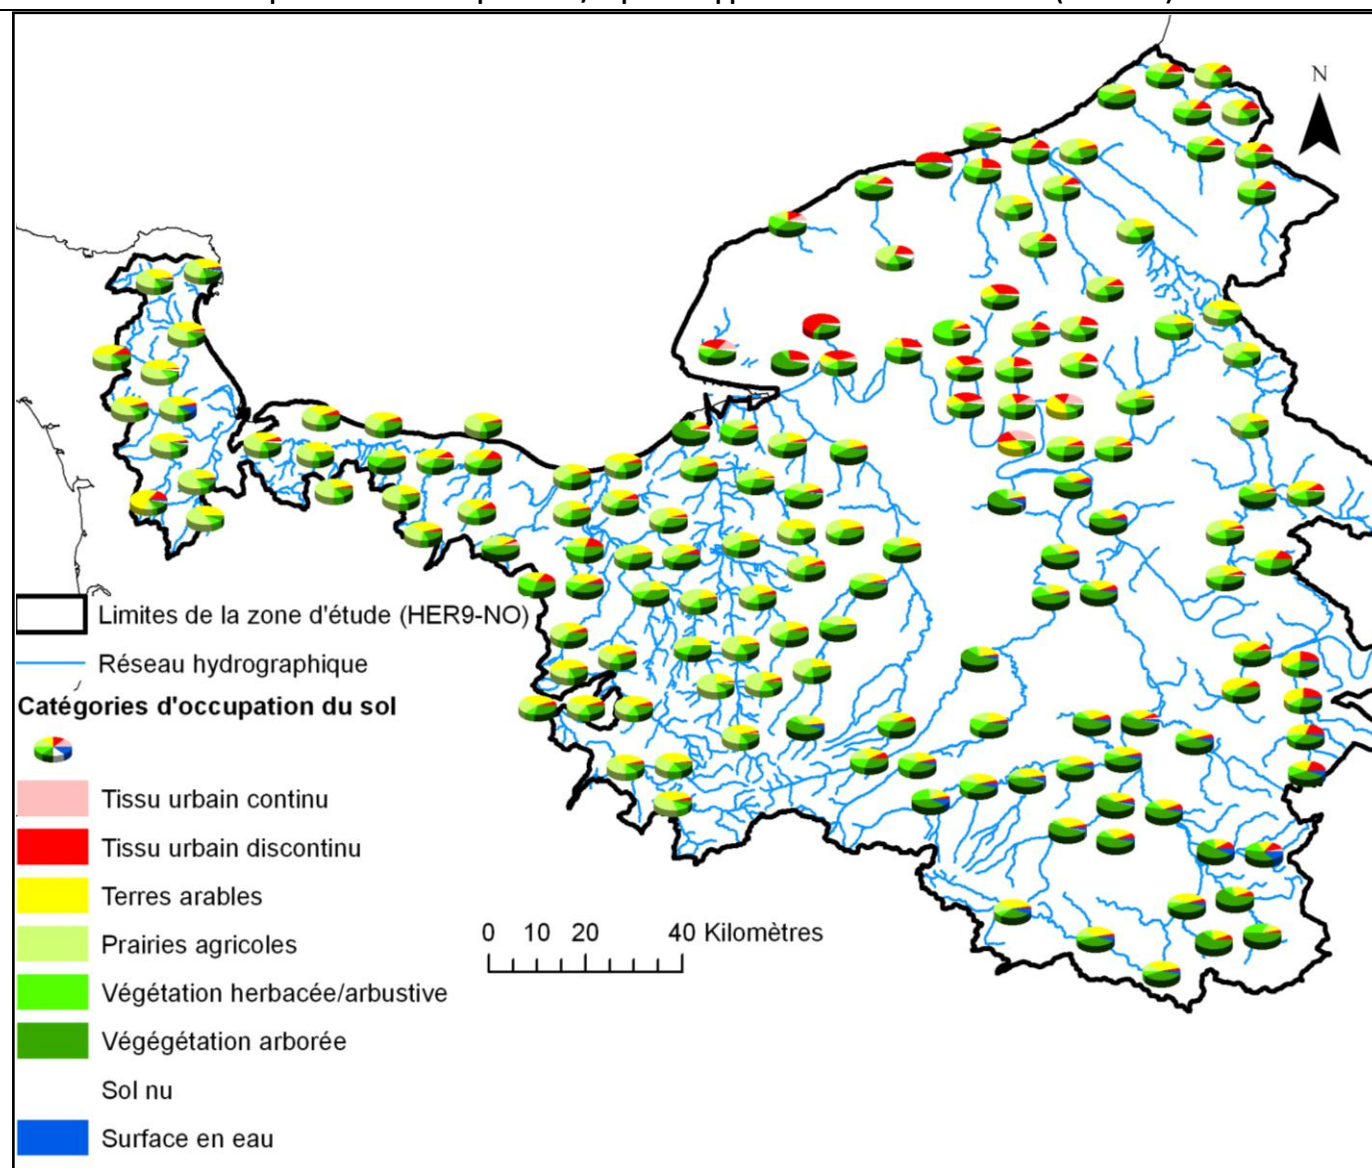 N
Limites de la zone d'étude (HER9-NO)
Réseau hydrographique
Catégories d'occupation du sol
Tissu urbain continu
Tissu urbain discontinu
Terres arables
Prairies agricoles
Végétation herbacée/arbustive
Végégétation arborée
Sol nu
Surface en eau
0 10 20 40 Kilomètres